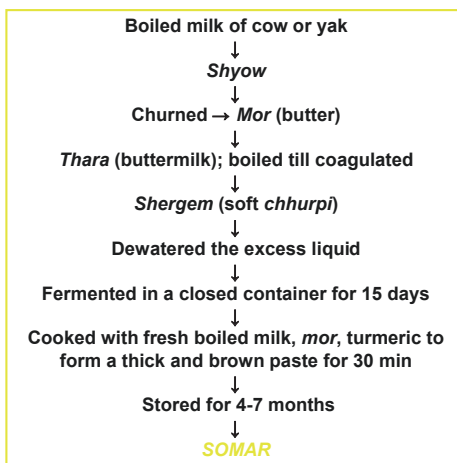 Boiled milk of cow or yak
↓
Shyow
↓
Churned → Mor (butter)
↓
Thara (buttermilk); boiled till coagulated
↓
Shergem (soft chhurpi)
↓
Dewatered the excess liquid
↓
Fermented in a closed container for 15 days
↓
Cooked with fresh boiled milk, mor, turmeric to
form a thick and brown paste for 30 min
↓
Stored for 4-7 months
↓
SOMAR